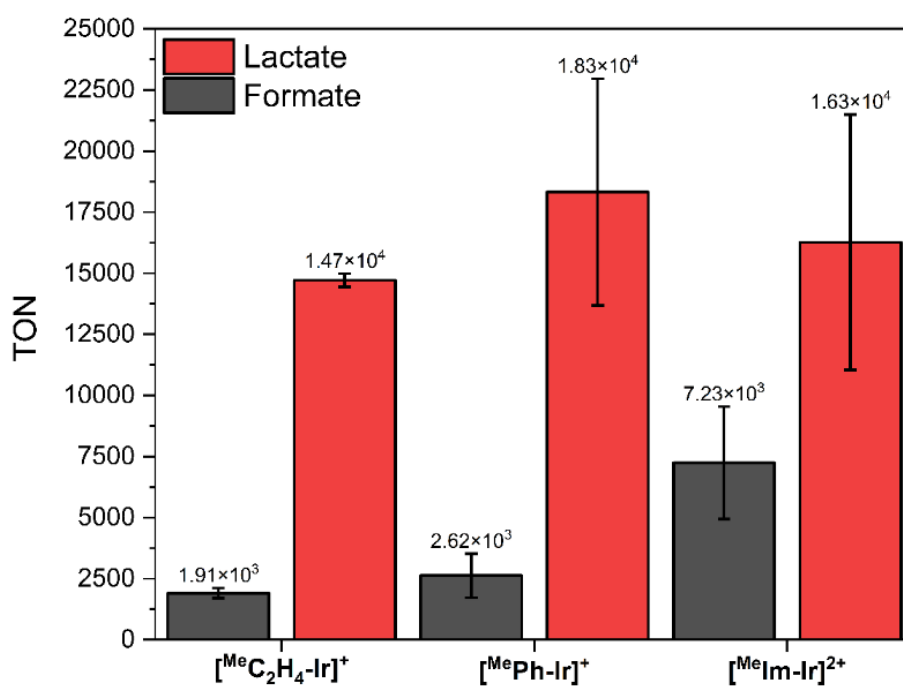 25000
22500
20000
17500
15000
12500
10000
7500
5000
2500
0
TON
Lactate
Formate
1.91×10³
1.47×10⁴
2.62×10³
1.83×10⁴
7.23×10³
1.63×10⁴
[ᴹᵉC₂H₄-Ir]⁺
[ᴹᵉPh-Ir]⁺
[ᴹᵉIm-Ir]²⁺